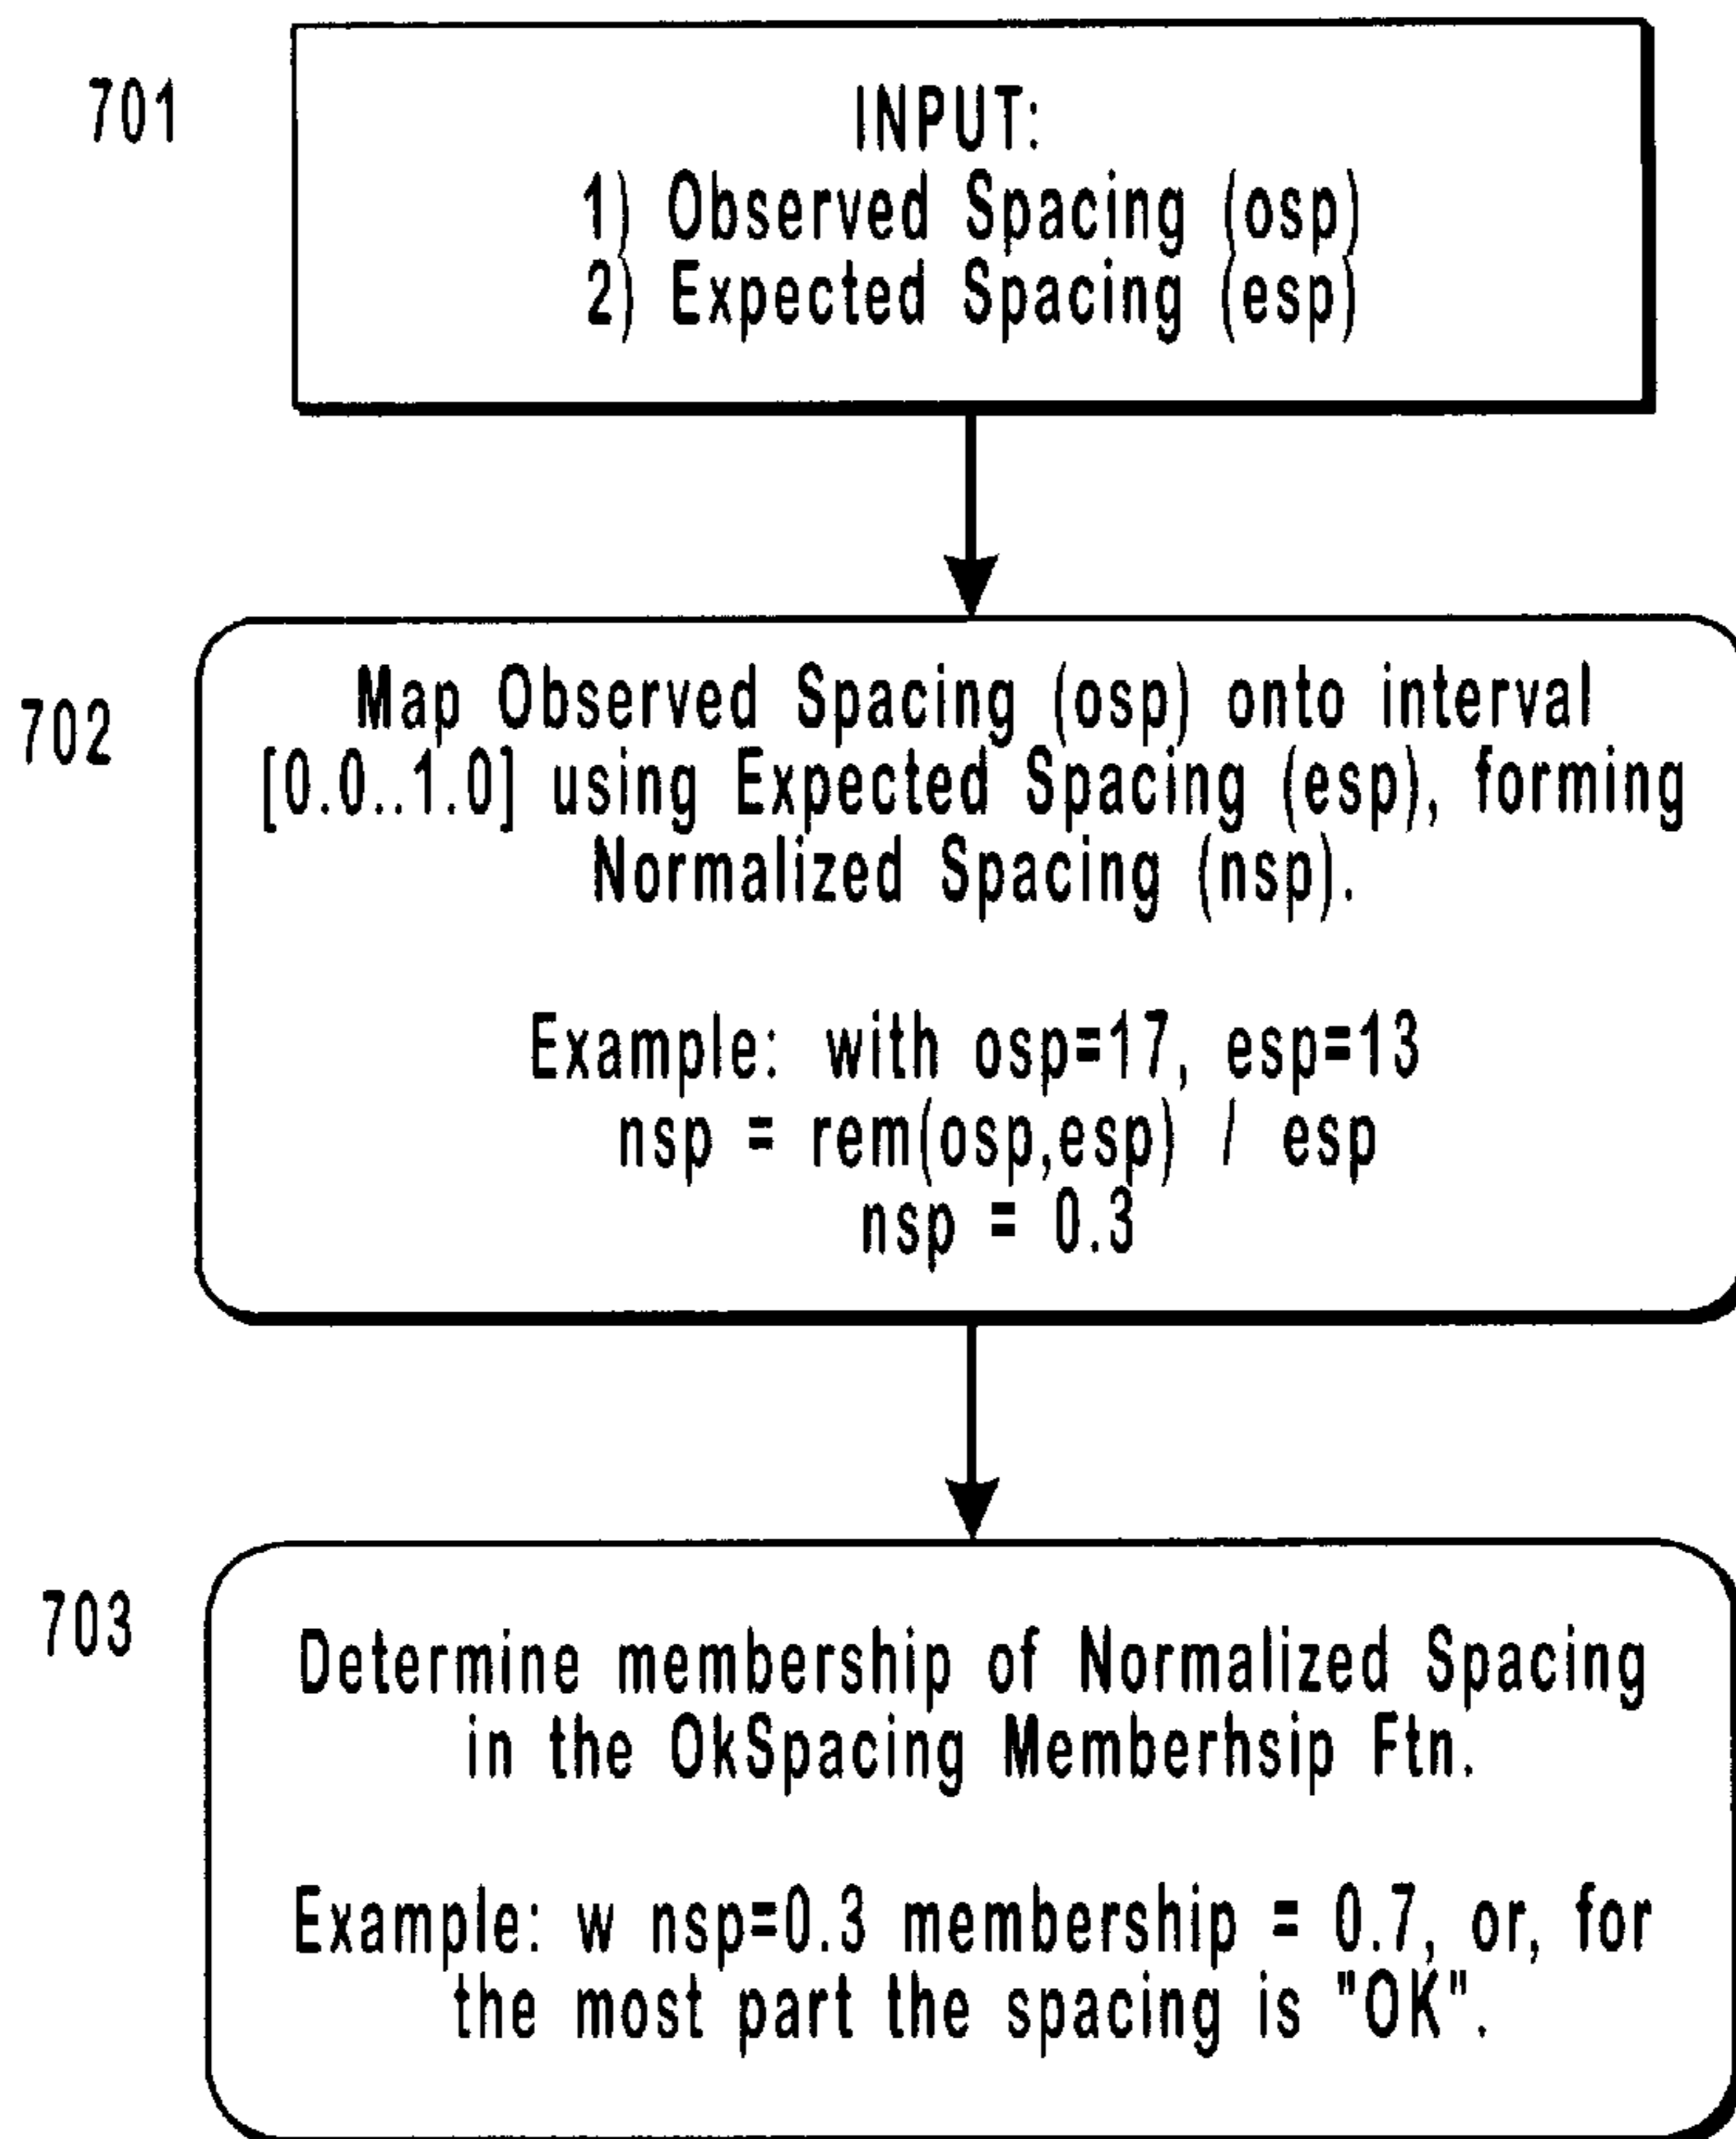 701
INPUT:
1) Observed Spacing (osp)
2) Expected Spacing (esp)
702
Map Observed Spacing (osp) onto interval
[0.0..1.0] using Expected Spacing (esp), forming
Normalized Spacing (nsp).
Example: with osp=17, esp=13
nsp = rem(osp,esp) / esp
nsp = 0.3
703
Determine membership of Normalized Spacing
in the OkSpacing Memberhsip Ftn.
Example: w nsp=0.3 membership = 0.7, or, for
the most part the spacing is "OK".